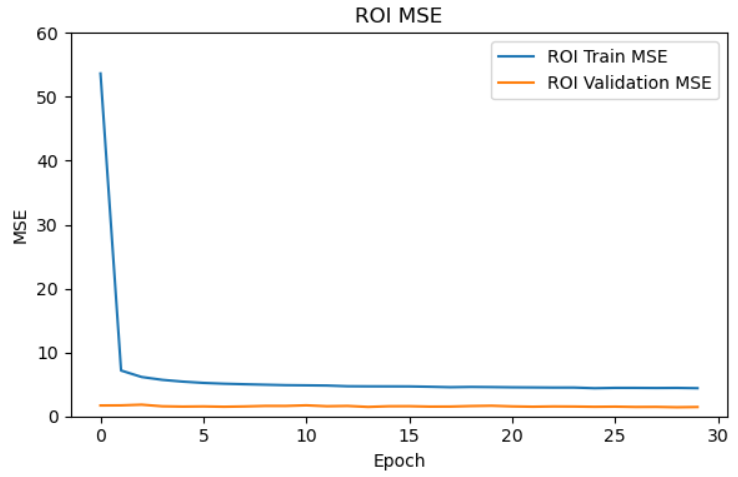 ROI MSE
60
50
40
30
20
10
0
MSE
ROI Train MSE
ROI Validation MSE
0 5 10 15 20 25 30
Epoch